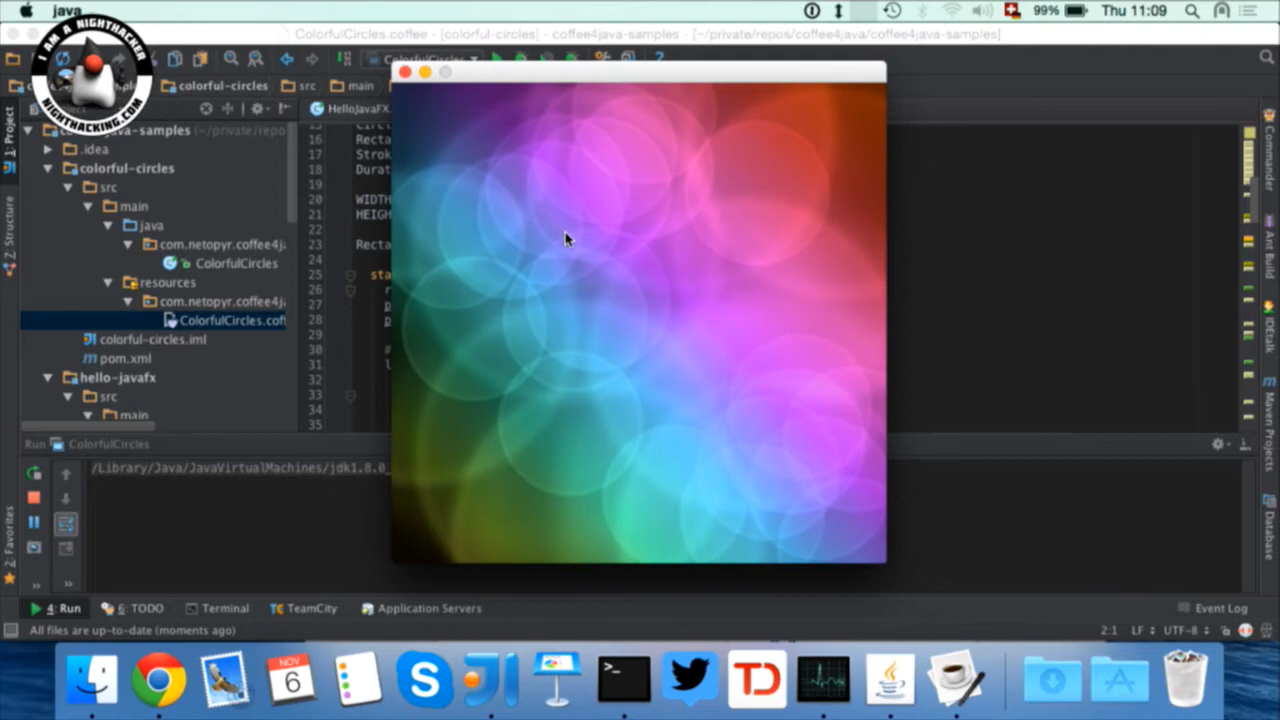 java
99%
Thu 11:09
I AM A NIGHTHACKER
NIGHTHACKING.COM
ColorfulCircles.coffee - [colorful-circles] - coffee4java-samples - [~/private/repos/coffee4java/coffee4java-samples]
colorful-circles
src
main
HelloJavaFX
1: Project
Z: Structure
2: Favorites
java-samples (~/private/repo
.idea
colorful-circles
src
main
java
com.netopyr.coffee4j
ColorfulCircles
resources
com.netopyr.coffee4j
ColorfulCircles.cof
colorful-circles.iml
pom.xml
hello-javafx
src
main
16 Recta
17 Strok
18 Durat
19
20 WIDTH
21 HEIG
22
23 Recta
24
25 sta
26
27
28
29
30 #
31
32
33
34
35
Commander
Ant Build
IDEtalk
Maven Projects
Database
Run ColorfulCircles
/Library/Java/JavaVirtualMachines/jdk1.8.0_
4: Run
6: TODO
Terminal
TeamCity
Application Servers
Event Log
All files are up-to-date (moments ago)
2:1
LF
UTF-8
NOV
6